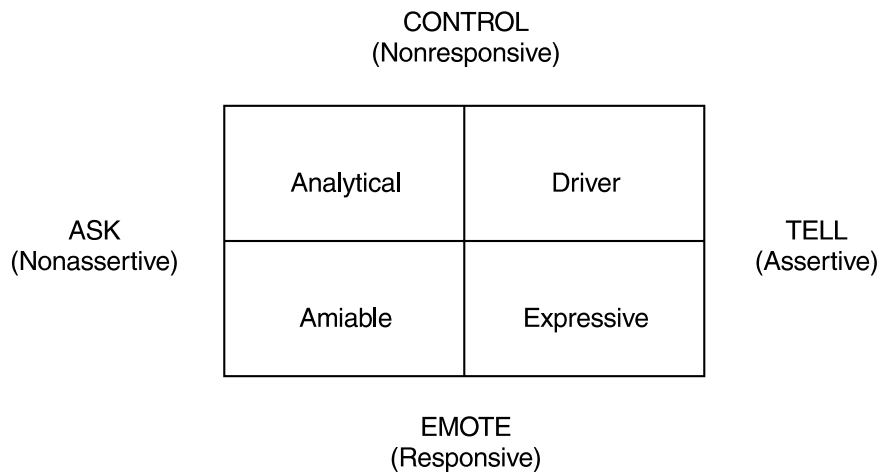 CONTROL
(Nonresponsive)
Analytical
Driver
ASK
(Nonassertive)
TELL
(Assertive)
Amiable
Expressive
EMOTE
(Responsive)